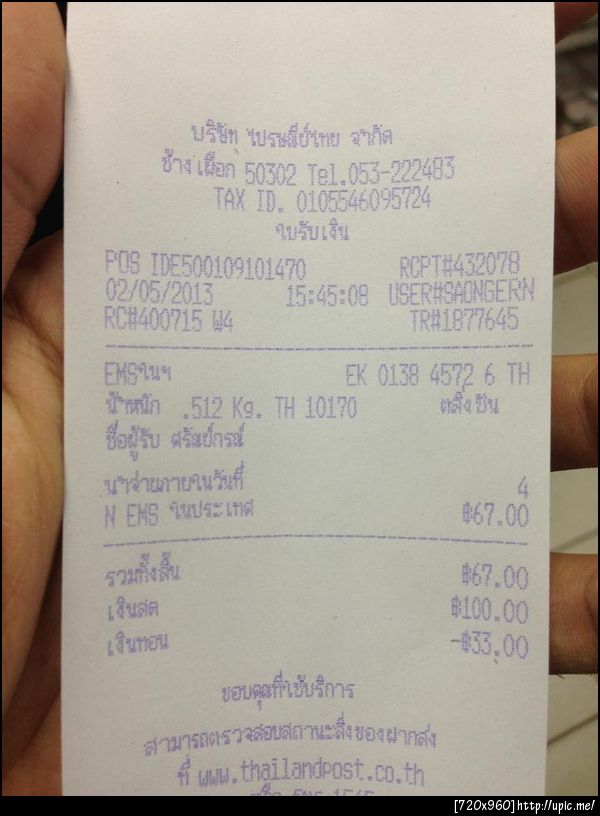 บริษัท ไปรษณีย์ไทย จำกัด
ช้างเผือก 50302 Tel.053-222483
TAX ID. 0105546095724
ใบรับเงิน
POS IDE500109101470 RCPT#432078
02/05/2013 15:45:08 USER#SAONGERN
RC#400715 W4 TR#1877645
EMSในฯ EK 0138 4572 6 TH
น้ำหนัก .512 Kg. TH 10170 ตลิ่งชัน
ชื่อผู้รับ ศรัณย์กรณ์
นำจ่ายภายในวันที่ 4
N EMS ในประเทศ ฿67.00
รวมทั้งสิ้น ฿67.00
เงินสด ฿100.00
เงินทอน -฿33.00
ขอบคุณที่ใช้บริการ
สามารถตรวจสอบสถานะสิ่งของฝากส่ง
ที่ www.thailandpost.co.th
[720x960]http://upic.me/